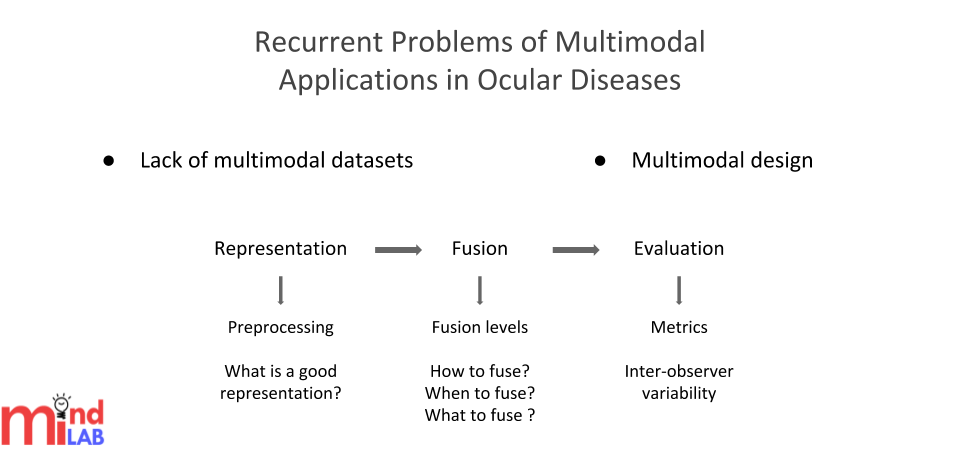 Recurrent Problems of Multimodal
Applications in Ocular Diseases
● Lack of multimodal datasets
● Multimodal design
Representation
Fusion
Evaluation
Preprocessing
Fusion levels
Metrics
What is a good
representation?
How to fuse?
When to fuse?
What to fuse ?
Inter-observer
variability
mind
LAB